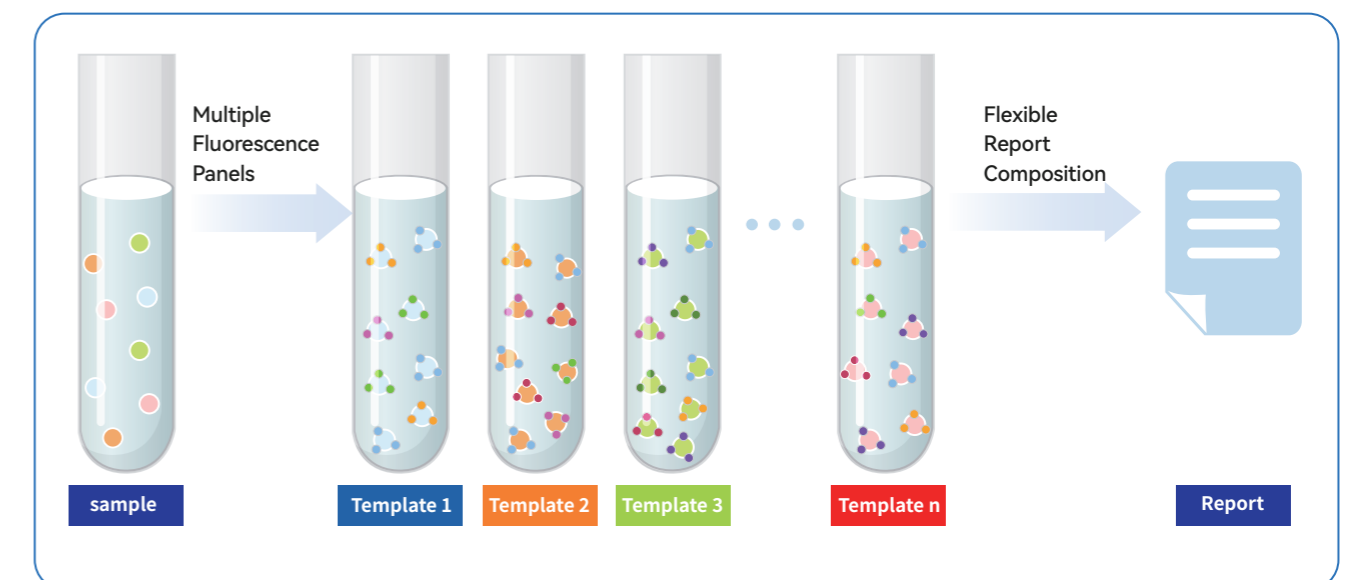 Multiple
Fluorescence
Panels
Flexible
Report
Composition
sample
Template 1
Template 2
Template 3
Template n
Report